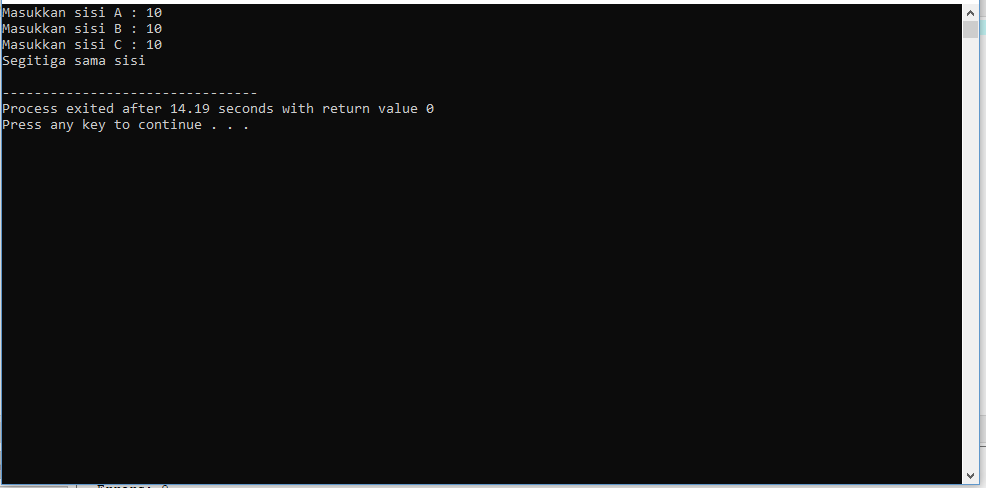 Masukkan sisi A : 10
Masukkan sisi B : 10
Masukkan sisi C : 10
Segitiga sama sisi
--------------------------------
Process exited after 14.19 seconds with return value 0
Press any key to continue . . .